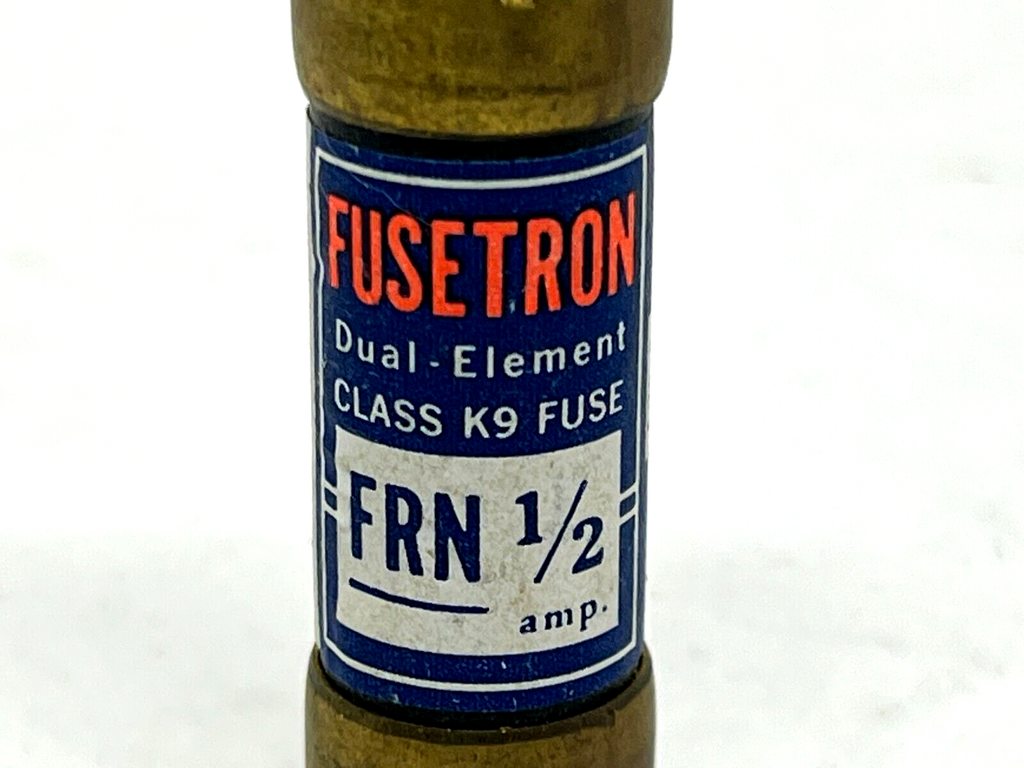 FUSETRON
Dual-Element
CLASS K9 FUSE
FRN 1/2
amp.